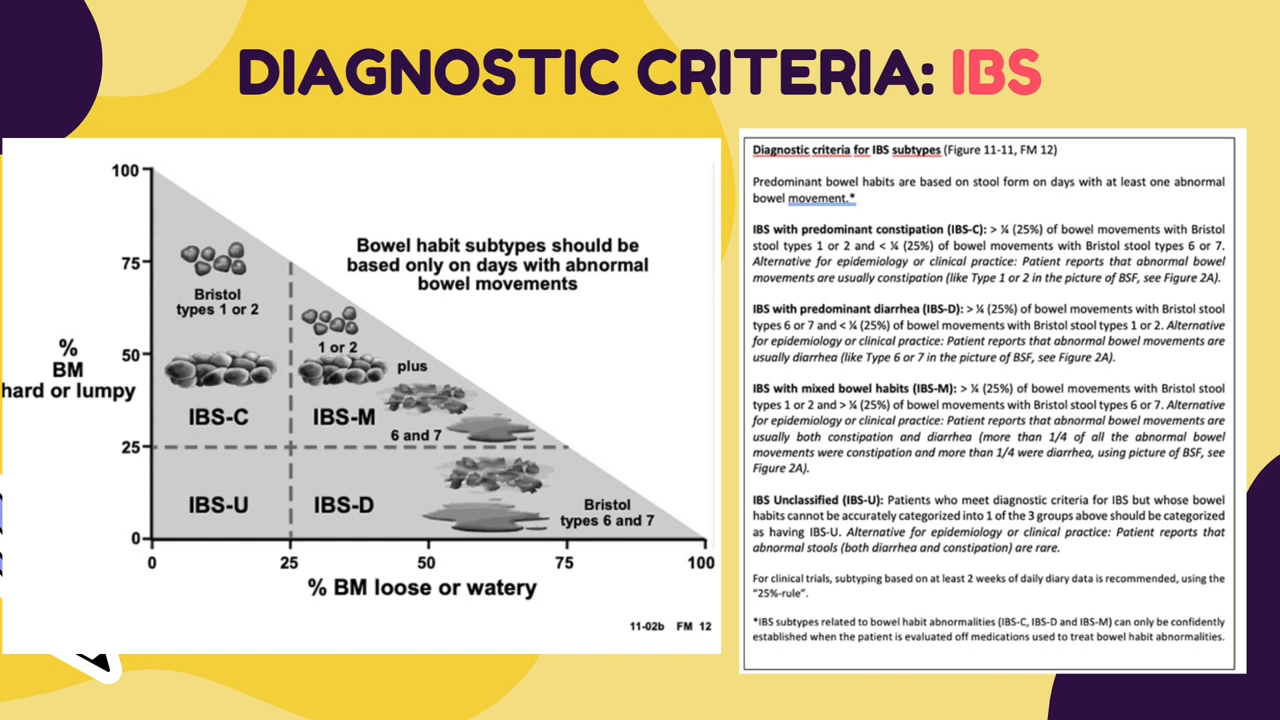 DIAGNOSTIC CRITERIA: IBS
100
75
50
25
0
%
BM
hard or lumpy
Bowel habit subtypes should be
based only on days with abnormal
bowel movements
Bristol
types 1 or 2
1 or 2
plus
6 and 7
IBS-C
IBS-M
IBS-U
IBS-D
Bristol
types 6 and 7
0
25
50
75
100
% BM loose or watery
11-02b FM 12
Diagnostic criteria for IBS subtypes (Figure 11-11, FM 12)
Predominant bowel habits are based on stool form on days with at least one abnormal
bowel movement.*
IBS with predominant constipation (IBS-C): > ¼ (25%) of bowel movements with Bristol
stool types 1 or 2 and < ¼ (25%) of bowel movements with Bristol stool types 6 or 7.
Alternative for epidemiology or clinical practice: Patient reports that abnormal bowel
movements are usually constipation (like Type 1 or 2 in the picture of BSF, see Figure 2A).
IBS with predominant diarrhea (IBS-D): > ¼ (25%) of bowel movements with Bristol stool
types 6 or 7 and < ¼ (25%) of bowel movements with Bristol stool types 1 or 2. Alternative
for epidemiology or clinical practice: Patient reports that abnormal bowel movements are
usually diarrhea (like Type 6 or 7 in the picture of BSF, see Figure 2A).
IBS with mixed bowel habits (IBS-M): > ¼ (25%) of bowel movements with Bristol stool
types 1 or 2 and > ¼ (25%) of bowel movements with Bristol stool types 6 or 7. Alternative
for epidemiology or clinical practice: Patient reports that abnormal bowel movements are
usually both constipation and diarrhea (more than 1/4 of all the abnormal bowel
movements were constipation and more than 1/4 were diarrhea, using picture of BSF, see
Figure 2A).
IBS Unclassified (IBS-U): Patients who meet diagnostic criteria for IBS but whose bowel
habits cannot be accurately categorized into 1 of the 3 groups above should be categorized
as having IBS-U. Alternative for epidemiology or clinical practice: Patient reports that
abnormal stools (both diarrhea and constipation) are rare.
For clinical trials, subtyping based on at least 2 weeks of daily diary data is recommended, using the
“25%-rule”.
*IBS subtypes related to bowel habit abnormalities (IBS-C, IBS-D and IBS-M) can only be confidently
established when the patient is evaluated off medications used to treat bowel habit abnormalities.